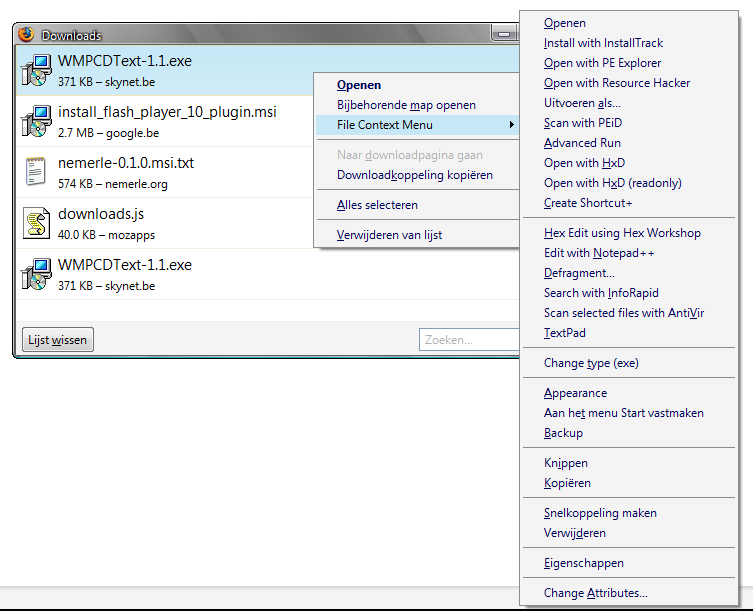 Downloads
WMPCDText-1.1.exe
371 KB – skynet.be
install_flash_player_10_plugin.msi
2.7 MB – google.be
nemerle-0.1.0.msi.txt
574 KB – nemerle.org
downloads.js
40.0 KB – mozapps
WMPCDText-1.1.exe
371 KB – skynet.be
Lijst wissen
Zoeken...
Openen
Bijbehorende map openen
File Context Menu
Naar downloadpagina gaan
Downloadkoppeling kopiëren
Alles selecteren
Verwijderen van lijst
Openen
Install with InstallTrack
Open with PE Explorer
Open with Resource Hacker
Uitvoeren als...
Scan with PEiD
Advanced Run
Open with HxD
Open with HxD (readonly)
Create Shortcut+
Hex Edit using Hex Workshop
Edit with Notepad++
Defragment...
Search with InfoRapid
Scan selected files with AntiVir
TextPad
Change type (exe)
Appearance
Aan het menu Start vastmaken
Backup
Knippen
Kopiëren
Snelkoppeling maken
Verwijderen
Eigenschappen
Change Attributes...